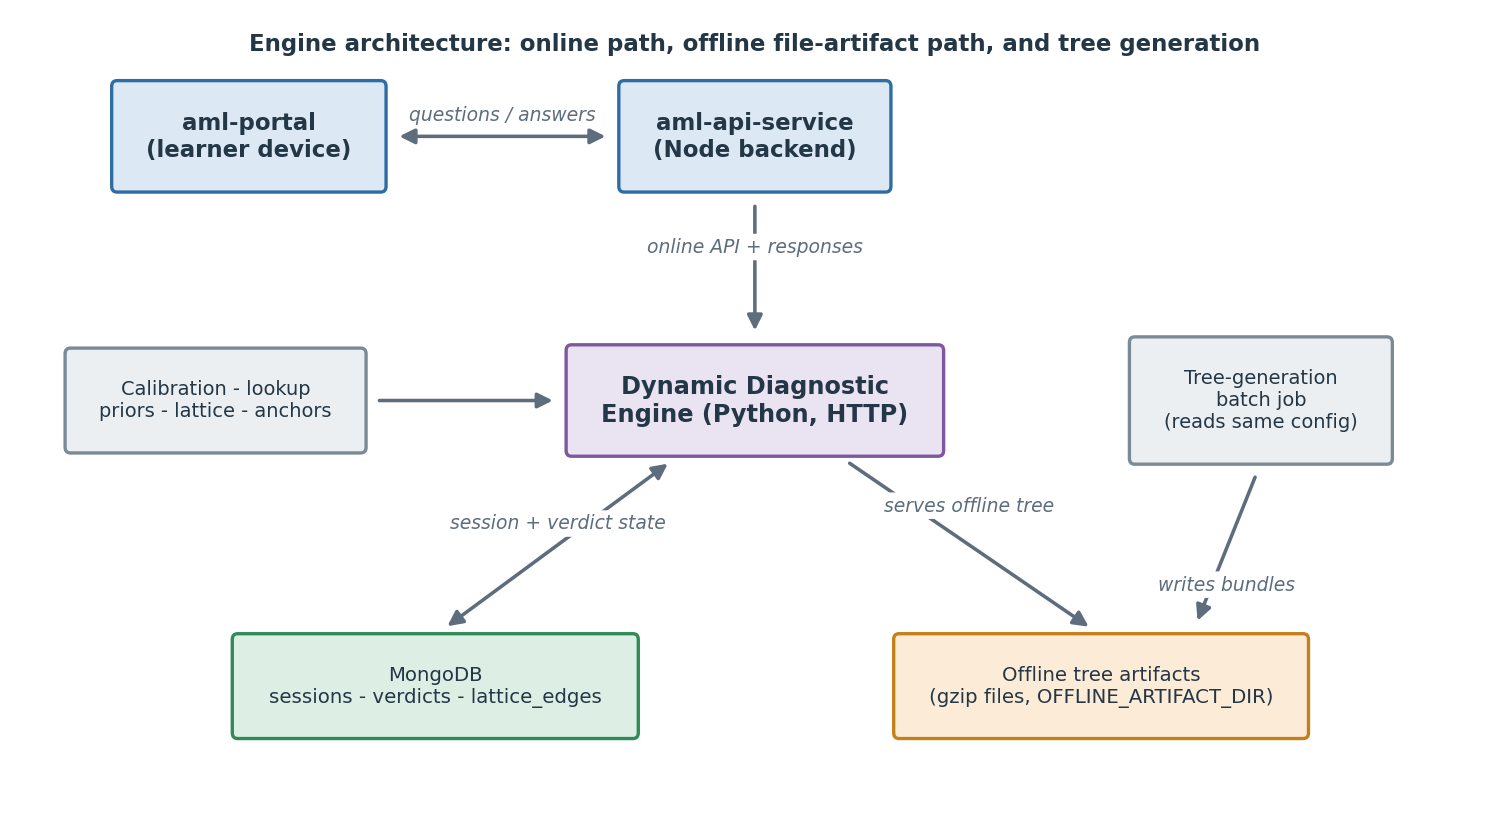 Engine architecture: online path, offline file-artifact path, and tree generation
aml-portal
(learner device)
questions / answers
aml-api-service
(Node backend)
online API + responses
Calibration - lookup
priors - lattice - anchors
Dynamic Diagnostic
Engine (Python, HTTP)
Tree-generation
batch job
(reads same config)
session + verdict state
serves offline tree
writes bundles
MongoDB
sessions - verdicts - lattice_edges
Offline tree artifacts
(gzip files, OFFLINE_ARTIFACT_DIR)